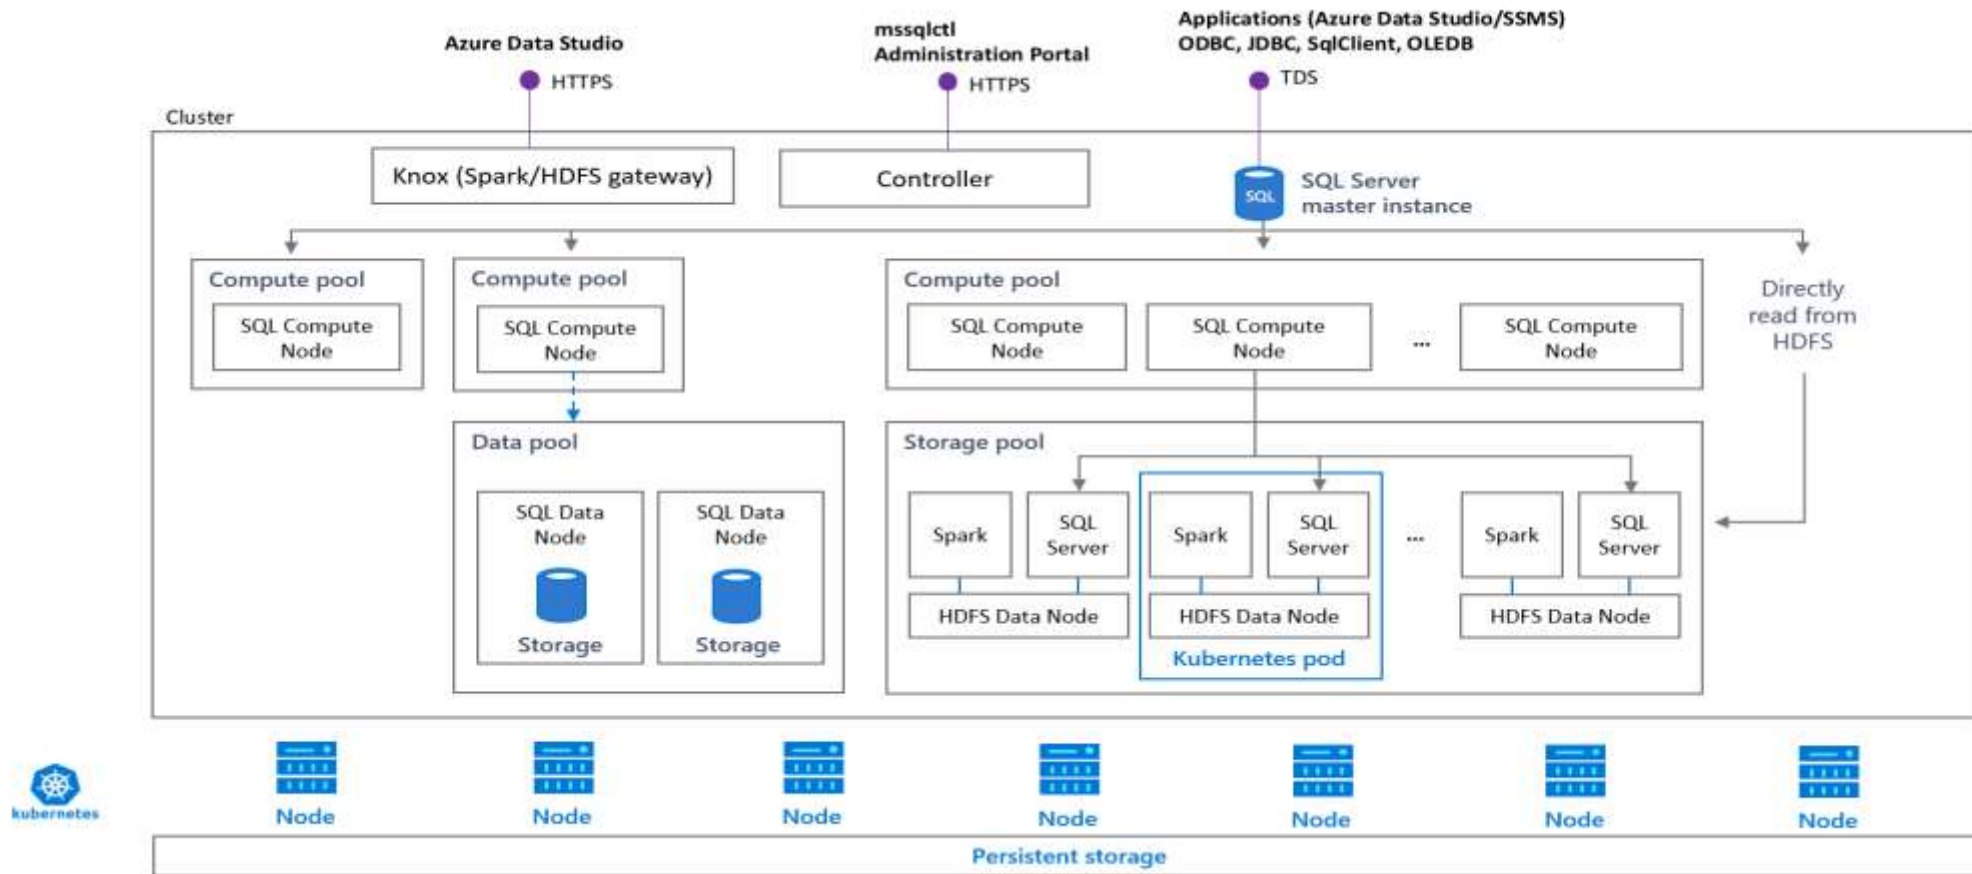 Azure Data Studio
HTTPS
mssqlctl
Administration Portal
HTTPS
Applications (Azure Data Studio/SSMS)
ODBC, JDBC, SqlClient, OLEDB
TDS
Cluster
Knox (Spark/HDFS gateway)
Controller
SQL
SQL Server
master instance
Compute pool
SQL Compute
Node
Compute pool
SQL Compute
Node
Compute pool
SQL Compute
Node
SQL Compute
Node
...
SQL Compute
Node
Directly
read from
HDFS
Data pool
SQL Data
Node
Storage
SQL Data
Node
Storage
Storage pool
Spark
SQL
Server
HDFS Data Node
Spark
SQL
Server
HDFS Data Node
Kubernetes pod
...
Spark
SQL
Server
HDFS Data Node
kubernetes
Node
Node
Node
Node
Node
Node
Node
Persistent storage